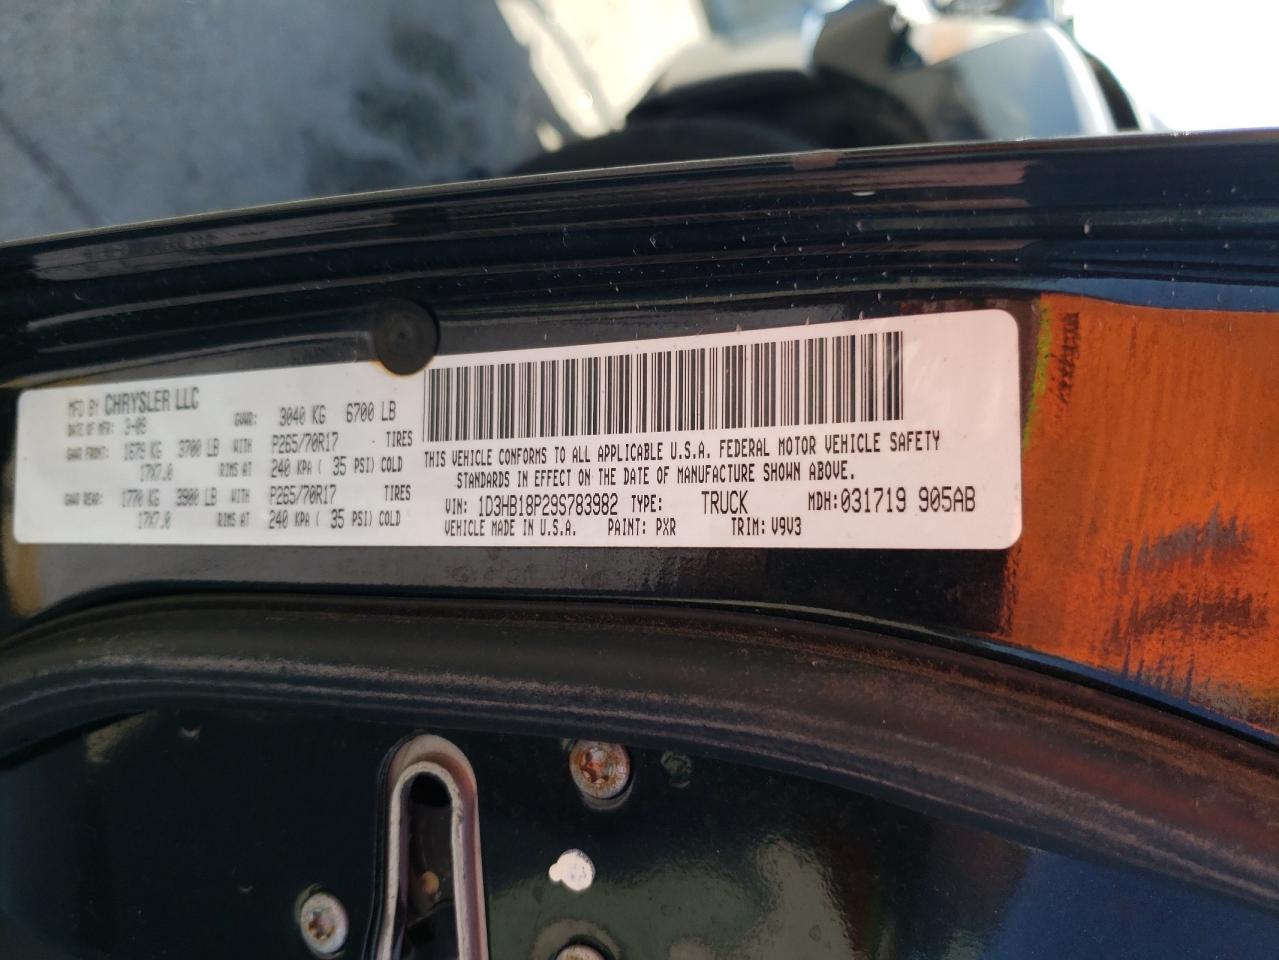 MFD BY CHRYSLER LLC
DATE OF MFR: 3-09 GVWR: 3040 KG 6700 LB
GAWR FRONT: 1679 KG 3700 LB WITH P265/70R17 TIRES
17X7.0 RIMS AT 240 KPA ( 35 PSI) COLD
GAWR REAR: 1770 KG 3900 LB WITH P265/70R17 TIRES
17X7.0 RIMS AT 240 KPA ( 35 PSI) COLD
THIS VEHICLE CONFORMS TO ALL APPLICABLE U.S.A. FEDERAL MOTOR VEHICLE SAFETY
STANDARDS IN EFFECT ON THE DATE OF MANUFACTURE SHOWN ABOVE.
VIN: 1D3HB18P29S783982 TYPE: TRUCK MDH: 031719 905AB
VEHICLE MADE IN U.S.A. PAINT: PXR TRIM: V9V3